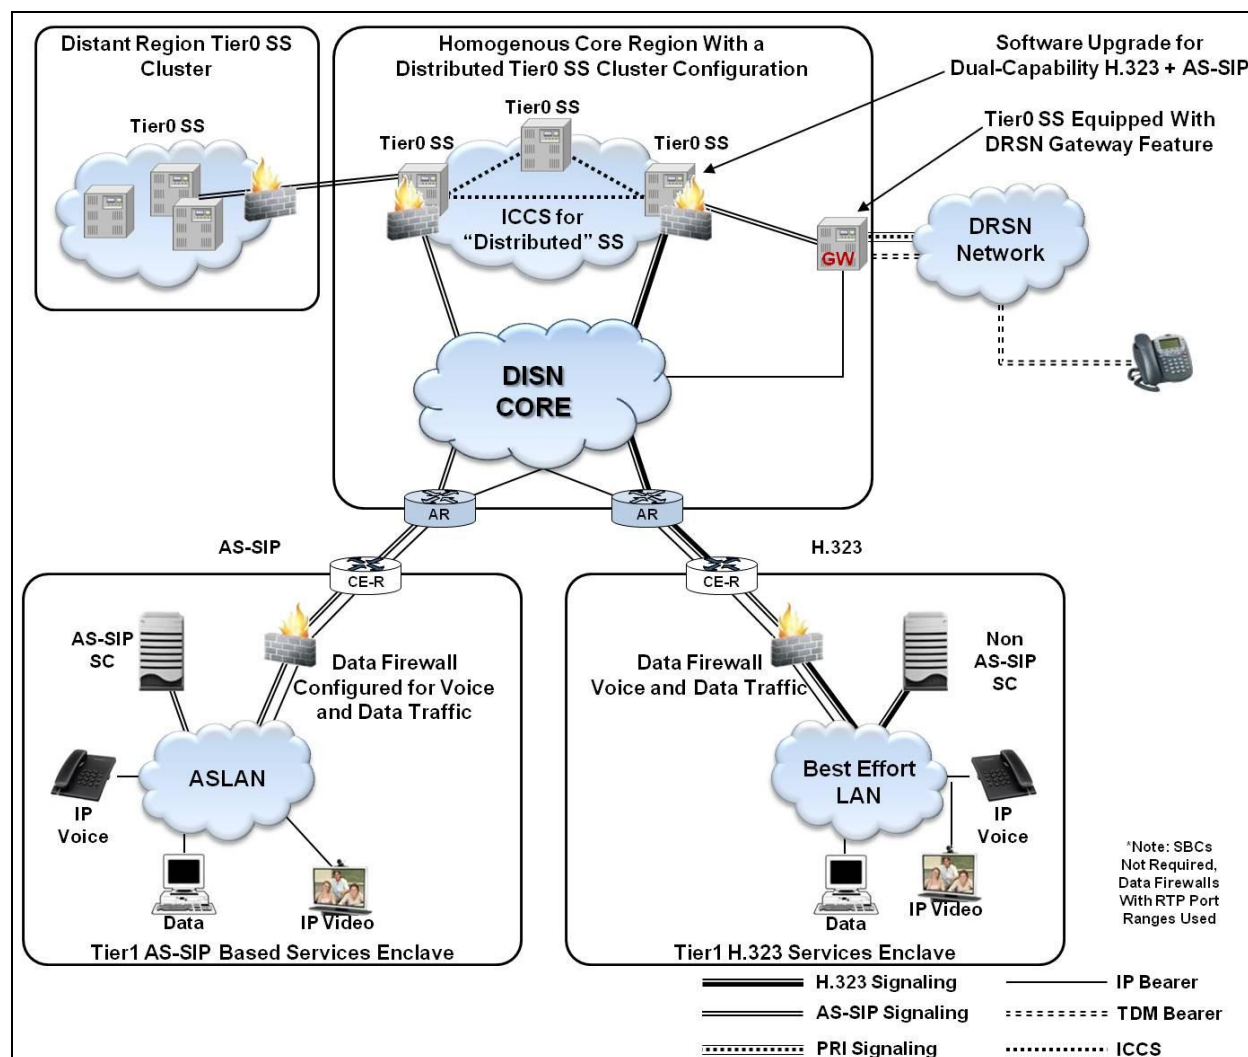 Distant Region Tier0 SS
Cluster
Tier0 SS
Homogenous Core Region With a
Distributed Tier0 SS Cluster Configuration
Tier0 SS
Tier0 SS
Tier0 SS
ICCS for
“Distributed” SS
Software Upgrade for
Dual-Capability H.323 + AS-SIP
Tier0 SS Equipped With
DRSN Gateway Feature
GW
DRSN
Network
DISN
CORE
AR
AR
AS-SIP
H.323
CE-R
CE-R
AS-SIP
SC
Data Firewall
Configured for Voice
and Data Traffic
ASLAN
IP
Voice
Data
IP Video
Tier1 AS-SIP Based Services Enclave
Data Firewall
Voice and Data Traffic
Non
AS-SIP
SC
Best Effort
LAN
IP
Voice
Data
IP Video
Tier1 H.323 Services Enclave
*Note: SBCs
Not Required,
Data Firewalls
With RTP Port
Ranges Used
H.323 Signaling
IP Bearer
AS-SIP Signaling
TDM Bearer
PRI Signaling
ICCS